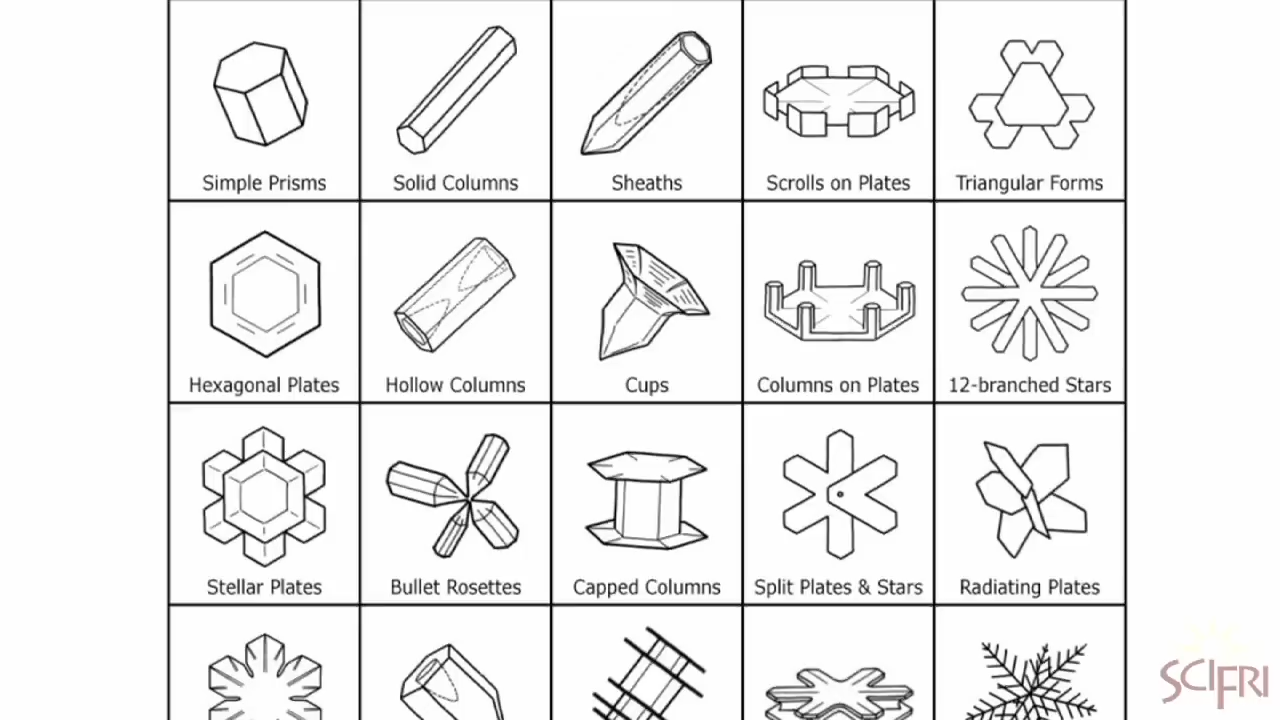 Simple Prisms
Solid Columns
Sheaths
Scrolls on Plates
Triangular Forms
Hexagonal Plates
Hollow Columns
Cups
Columns on Plates
12-branched Stars
Stellar Plates
Bullet Rosettes
Capped Columns
Split Plates & Stars
Radiating Plates
SCIFRI